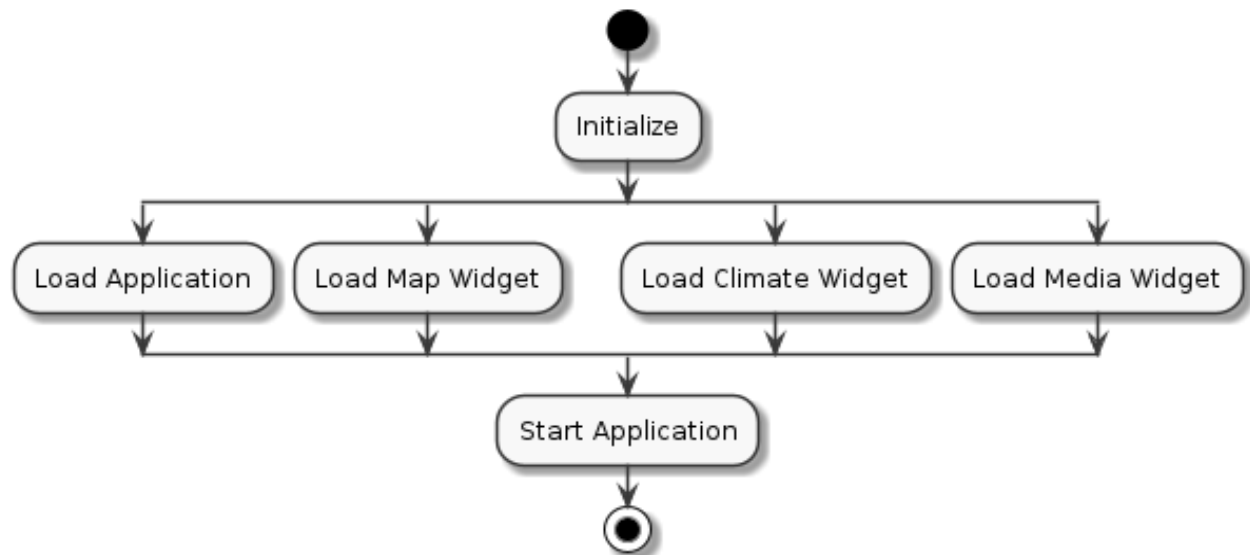 Initialize
Load Application
Load Map Widget
Load Climate Widget
Load Media Widget
Start Application